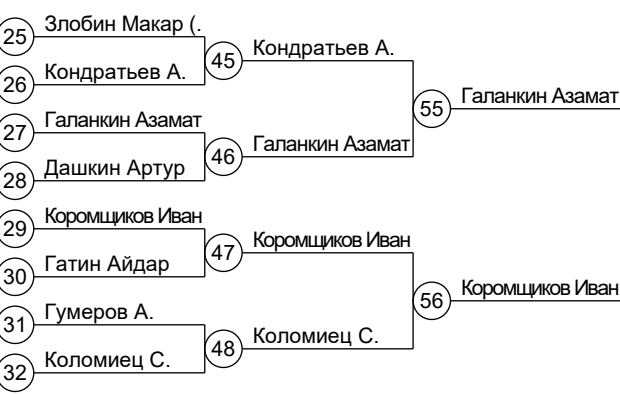 25 Злобин Макар (.
26 Кондратьев А.
45 Кондратьев А.
27 Галанкин Азамат
28 Дашкин Артур
46 Галанкин Азамат
55 Галанкин Азамат
29 Коромщиков Иван
30 Гатин Айдар
47 Коромщиков Иван
31 Гумеров А.
32 Коломиец С.
48 Коломиец С.
56 Коромщиков Иван